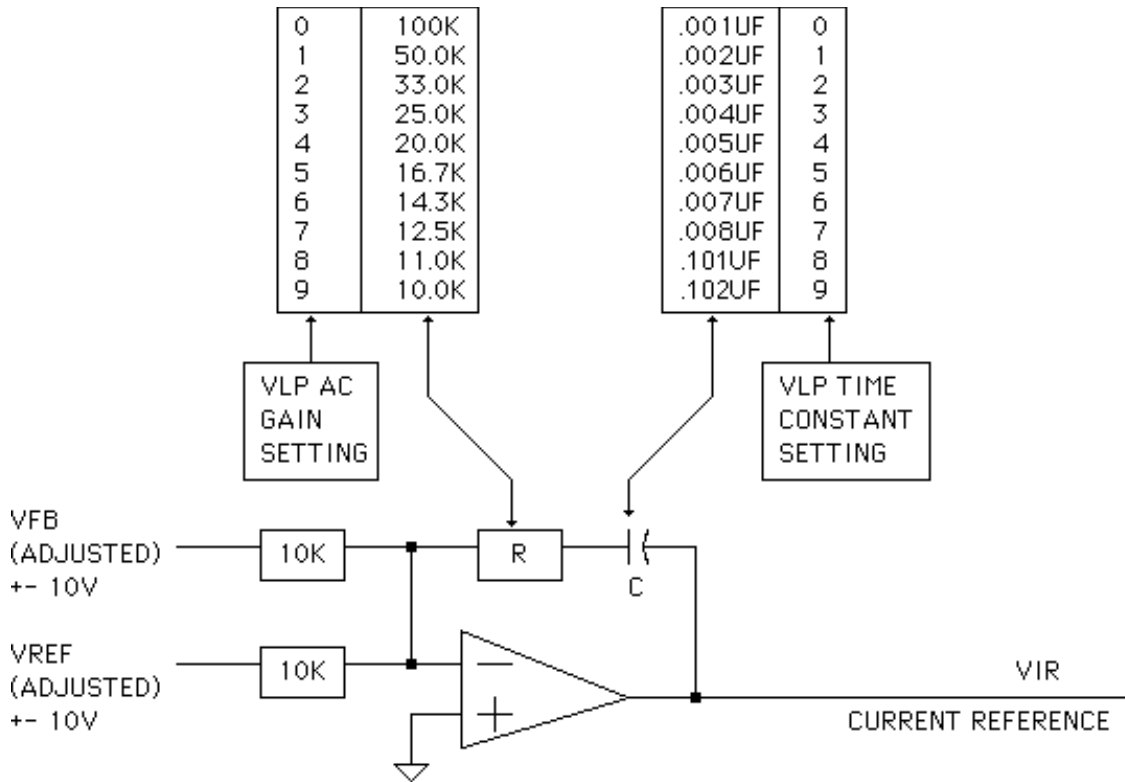 0 100K
1 50.0K
2 33.0K
3 25.0K
4 20.0K
5 16.7K
6 14.3K
7 12.5K
8 11.0K
9 10.0K
.001UF 0
.002UF 1
.003UF 2
.004UF 3
.005UF 4
.006UF 5
.007UF 6
.008UF 7
.101UF 8
.102UF 9
VLP AC
GAIN
SETTING
VLP TIME
CONSTANT
SETTING
VFB
(ADJUSTED)
+- 10V
10K
R
C
VREF
(ADJUSTED)
+- 10V
10K
VIR
CURRENT REFERENCE